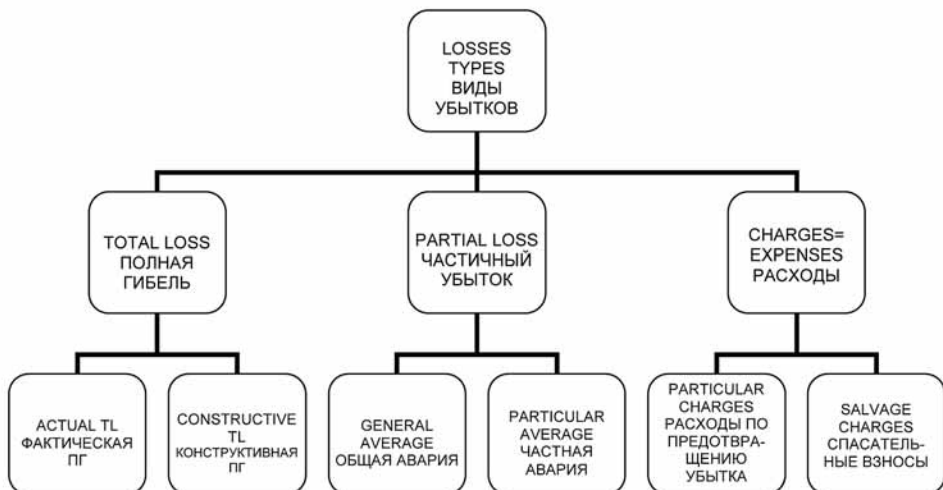 LOSSES
TYPES
ВИДЫ
УБЫТКОВ
TOTAL LOSS
ПОЛНАЯ
ГИБЕЛЬ
PARTIAL LOSS
ЧАСТИЧНЫЙ
УБЫТОК
CHARGES=
EXPENSES
РАСХОДЫ
ACTUAL TL
ФАКТИЧЕСКАЯ
ПГ
CONSTRUCTIVE
TL
КОНСТРУКТИВНАЯ
ПГ
GENERAL
AVERAGE
ОБЩАЯ АВАРИЯ
PARTICULAR
AVERAGE
ЧАСТНАЯ
АВАРИЯ
PARTICULAR
CHARGES
РАСХОДЫ ПО
ПРЕДОТВРА-
ЩЕНИЮ
УБЫТКА
SALVAGE
CHARGES
СПАСАТЕЛЬ-
НЫЕ ВЗНОСЫ